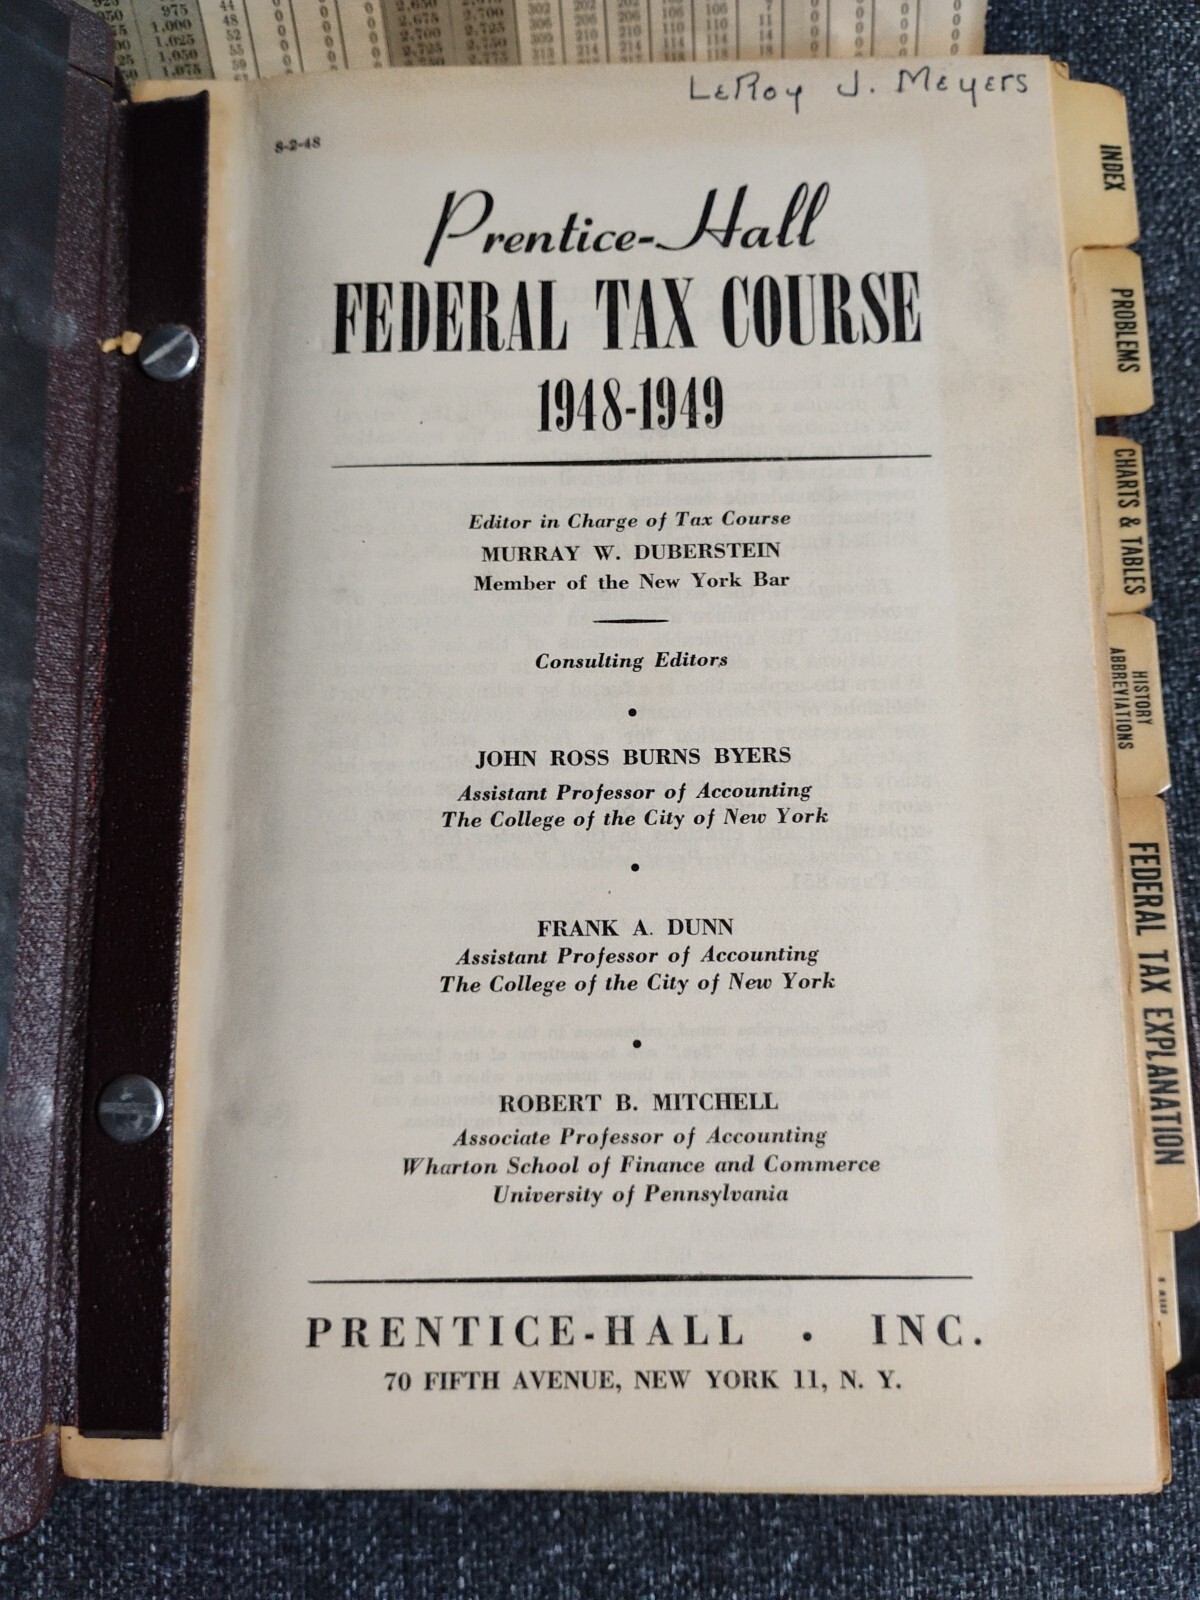 LeRoy J. Meyers
8-2-48
Prentice-Hall
FEDERAL TAX COURSE
1948-1949
Editor in Charge of Tax Course
MURRAY W. DUBERSTEIN
Member of the New York Bar
Consulting Editors
•
JOHN ROSS BURNS BYERS
Assistant Professor of Accounting
The College of the City of New York
•
FRANK A. DUNN
Assistant Professor of Accounting
The College of the City of New York
•
ROBERT B. MITCHELL
Associate Professor of Accounting
Wharton School of Finance and Commerce
University of Pennsylvania
PRENTICE-HALL • INC.
70 FIFTH AVENUE, NEW YORK 11, N. Y.
INDEX
PROBLEMS
CHARTS & TABLES
HISTORY
ABBREVIATIONS
FEDERAL TAX EXPLANATION